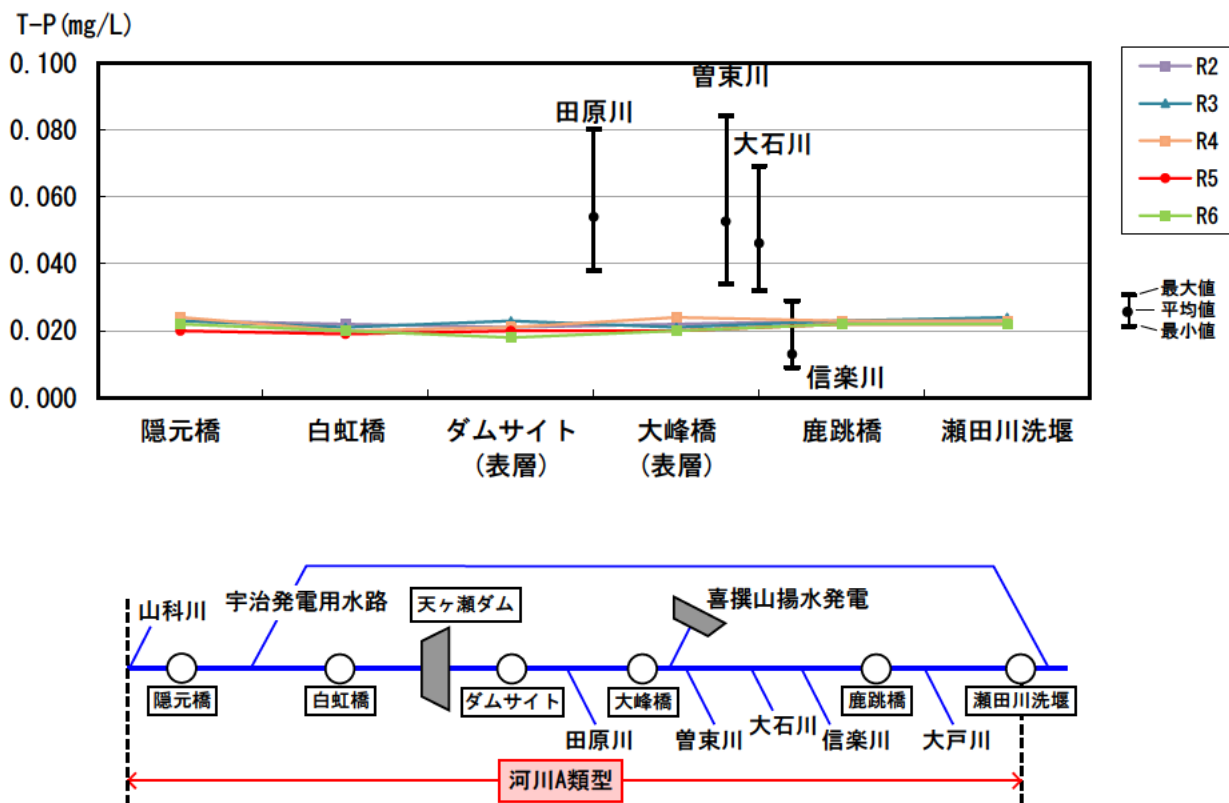 T-P(mg/L)
0.100
0.080
0.060
0.040
0.020
0.000
曽束川
田原川
大石川
信楽川
R2
R3
R4
R5
R6
最大値
平均値
最小値
隠元橋
白虹橋
ダムサイト
(表層)
大峰橋
(表層)
鹿跳橋
瀬田川洗堰
山科川
宇治発電用水路
天ヶ瀬ダム
喜撰山揚水発電
隠元橋
白虹橋
ダムサイト
大峰橋
鹿跳橋
瀬田川洗堰
田原川
曽束川
大石川
信楽川
大戸川
河川A類型